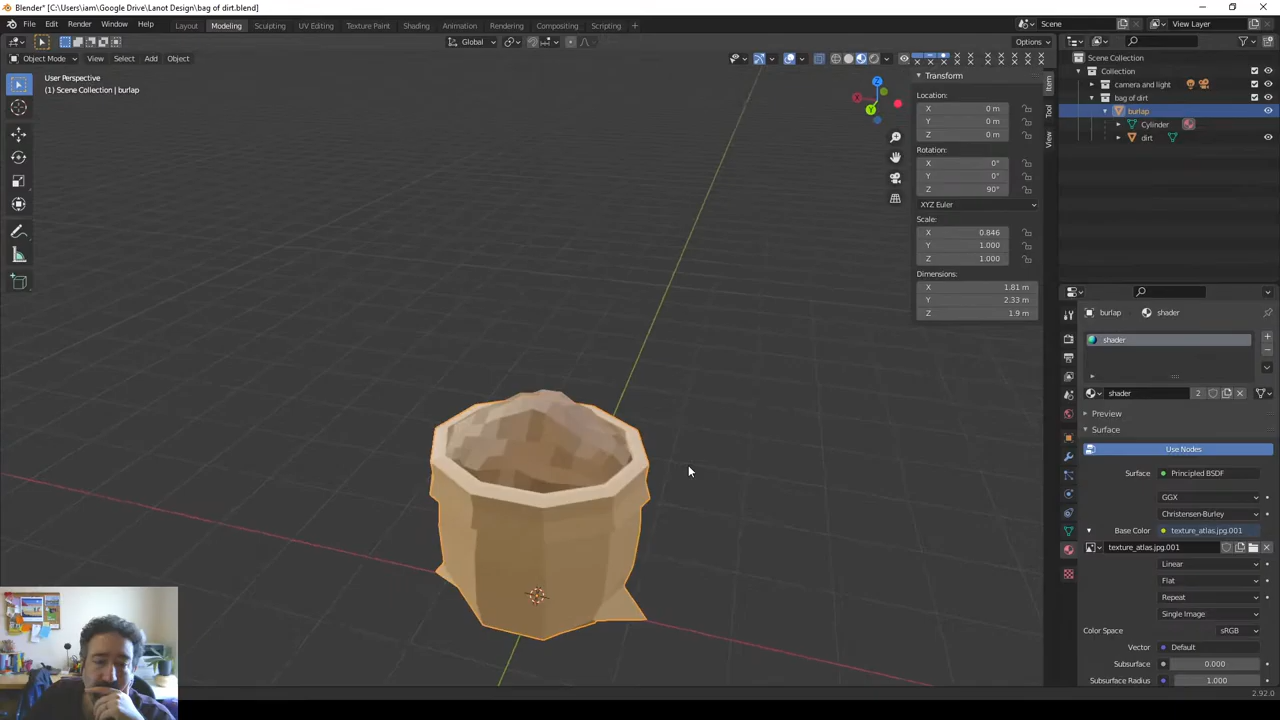 Blender* [C:\Users\iam\Google Drive\Lanot Design\bag of dirt.blend]
File Edit Render Window Help Layout Modeling Sculpting UV Editing Texture Paint Shading Animation Rendering Compositing Scripting + Scene View Layer
Global Options
Object Mode View Select Add Object
User Perspective
(1) Scene Collection | burlap
Transform
Location:
X 0 m
Y 0 m
Z 0 m
Rotation:
X 0°
Y 0°
Z 90°
XYZ Euler
Scale:
X 0.846
Y 1.000
Z 1.000
Dimensions:
X 1.81 m
Y 2.33 m
Z 1.9 m
Item
Tool
View
X
Y
Z
Scene Collection
Collection
camera and light
bag of dirt
burlap
Cylinder
dirt
burlap shader
shader
shader 2
Preview
Surface
Use Nodes
Surface Principled BSDF
GGX
Christensen-Burley
Base Color texture_atlas.jpg.001
texture_atlas.jpg.001
Linear
Flat
Repeat
Single Image
Color Space sRGB
Vector Default
Subsurface 0.000
Subsurface Radius 1.000
2.92.0